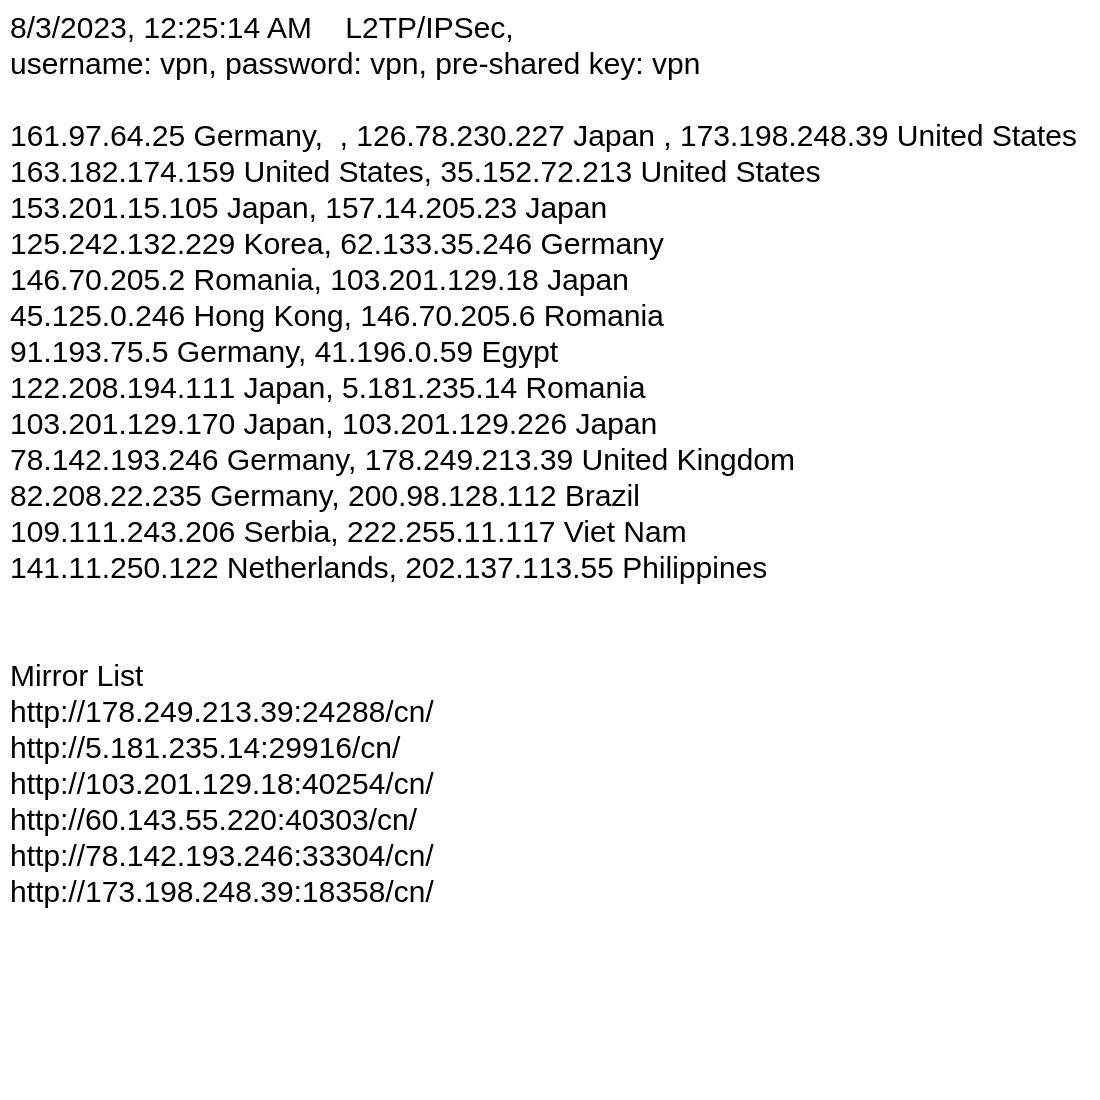 8/3/2023, 12:25:14 AM    L2TP/IPSec,
username: vpn, password: vpn, pre-shared key: vpn
161.97.64.25 Germany,  , 126.78.230.227 Japan , 173.198.248.39 United States
163.182.174.159 United States, 35.152.72.213 United States
153.201.15.105 Japan, 157.14.205.23 Japan
125.242.132.229 Korea, 62.133.35.246 Germany
146.70.205.2 Romania, 103.201.129.18 Japan
45.125.0.246 Hong Kong, 146.70.205.6 Romania
91.193.75.5 Germany, 41.196.0.59 Egypt
122.208.194.111 Japan, 5.181.235.14 Romania
103.201.129.170 Japan, 103.201.129.226 Japan
78.142.193.246 Germany, 178.249.213.39 United Kingdom
82.208.22.235 Germany, 200.98.128.112 Brazil
109.111.243.206 Serbia, 222.255.11.117 Viet Nam
141.11.250.122 Netherlands, 202.137.113.55 Philippines
Mirror List
http://178.249.213.39:24288/cn/
http://5.181.235.14:29916/cn/
http://103.201.129.18:40254/cn/
http://60.143.55.220:40303/cn/
http://78.142.193.246:33304/cn/
http://173.198.248.39:18358/cn/